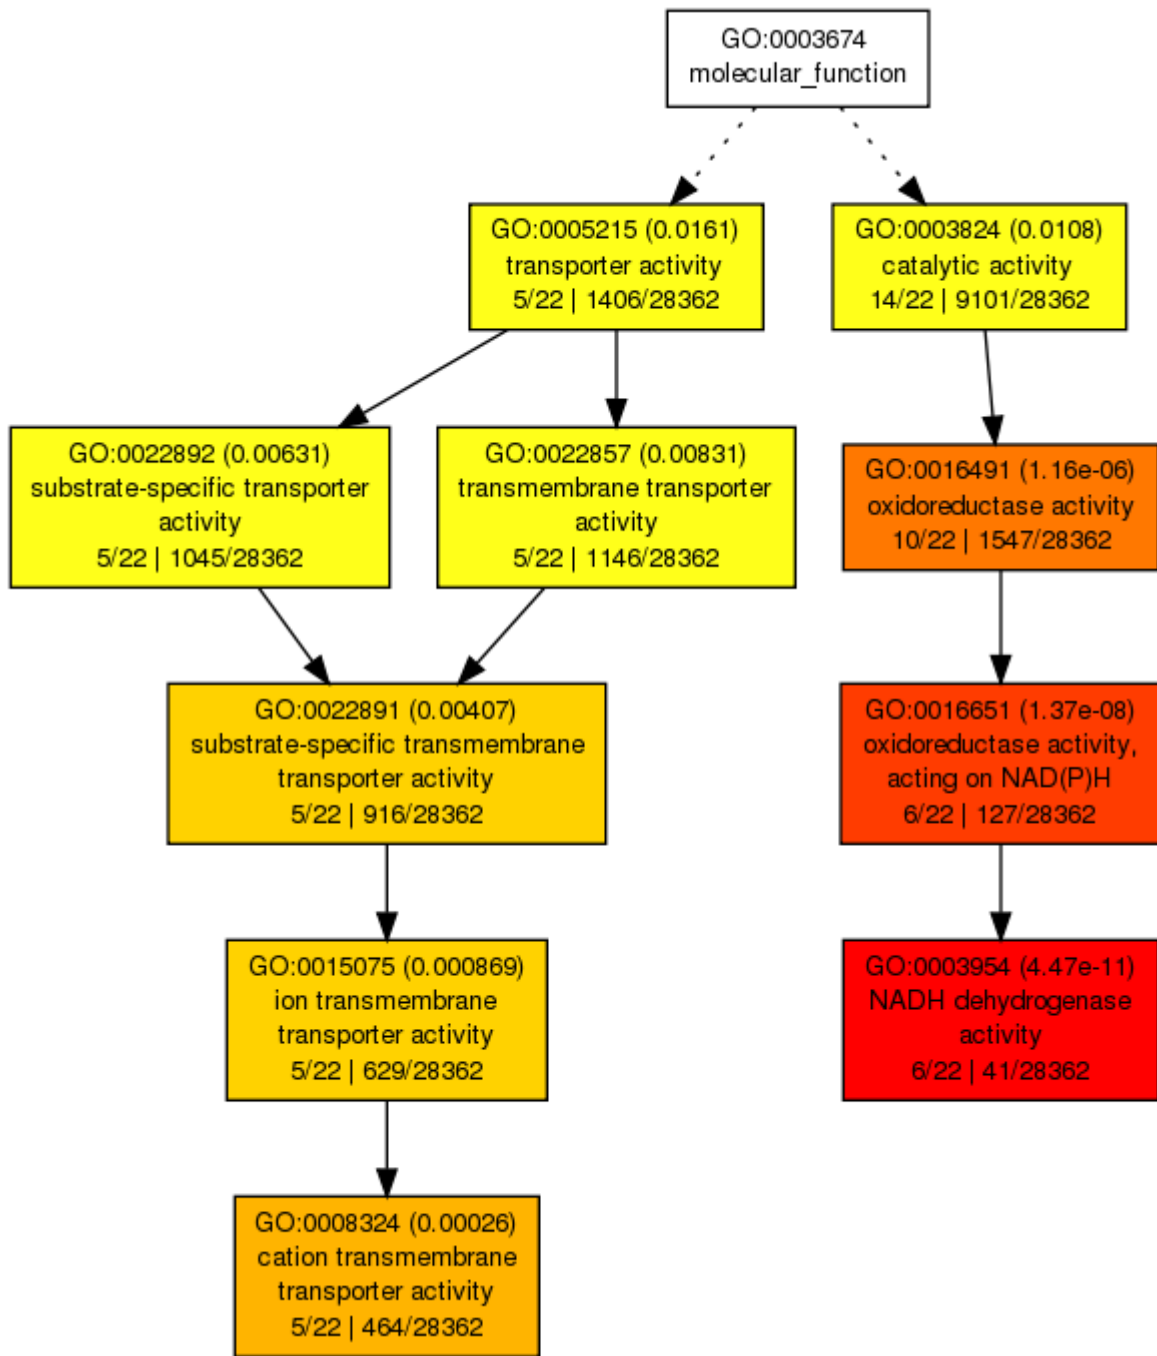 GO:0003674
molecular_function
GO:0005215 (0.0161)
transporter activity
5/22 | 1406/28362
GO:0003824 (0.0108)
catalytic activity
14/22 | 9101/28362
GO:0022892 (0.00631)
substrate-specific transporter
activity
5/22 | 1045/28362
GO:0022857 (0.00831)
transmembrane transporter
activity
5/22 | 1146/28362
GO:0016491 (1.16e-06)
oxidoreductase activity
10/22 | 1547/28362
GO:0022891 (0.00407)
substrate-specific transmembrane
transporter activity
5/22 | 916/28362
GO:0016651 (1.37e-08)
oxidoreductase activity,
acting on NAD(P)H
6/22 | 127/28362
GO:0015075 (0.000869)
ion transmembrane
transporter activity
5/22 | 629/28362
GO:0003954 (4.47e-11)
NADH dehydrogenase
activity
6/22 | 41/28362
GO:0008324 (0.00026)
cation transmembrane
transporter activity
5/22 | 464/28362